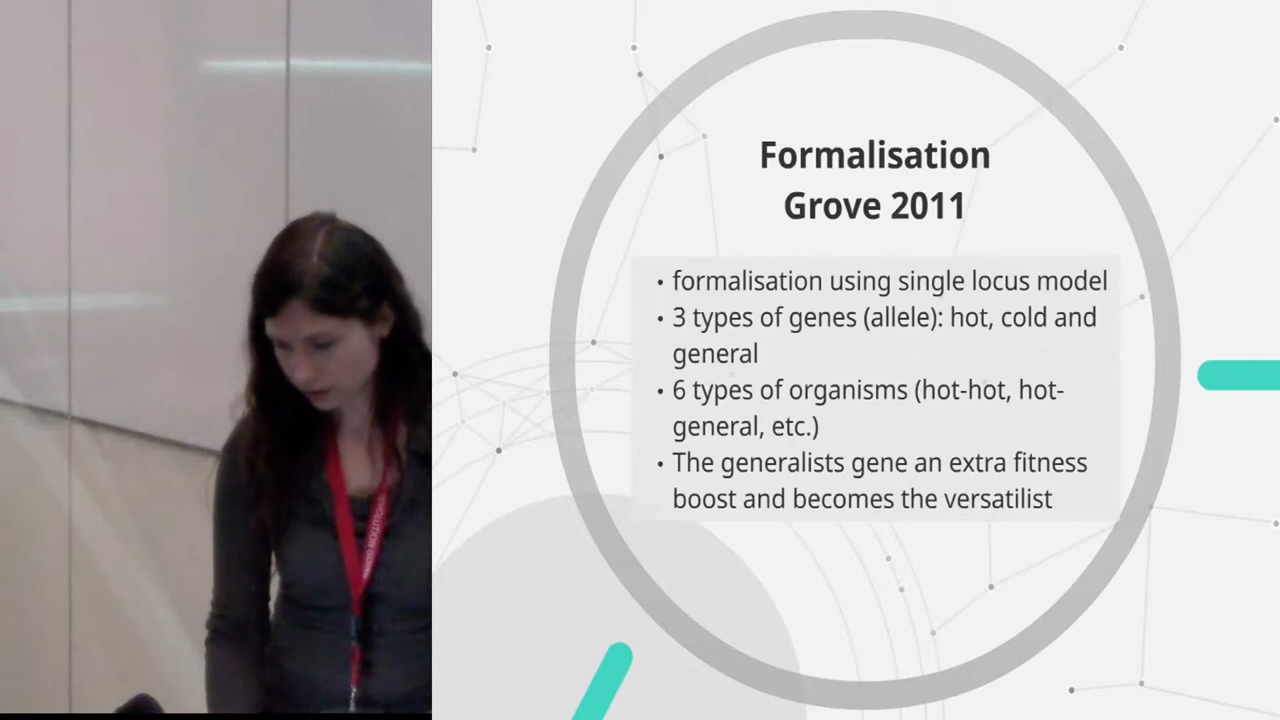 Formalisation
Grove 2011
• formalisation using single locus model
• 3 types of genes (allele): hot, cold and
general
• 6 types of organisms (hot-hot, hot-
general, etc.)
• The generalists gene an extra fitness
boost and becomes the versatilist